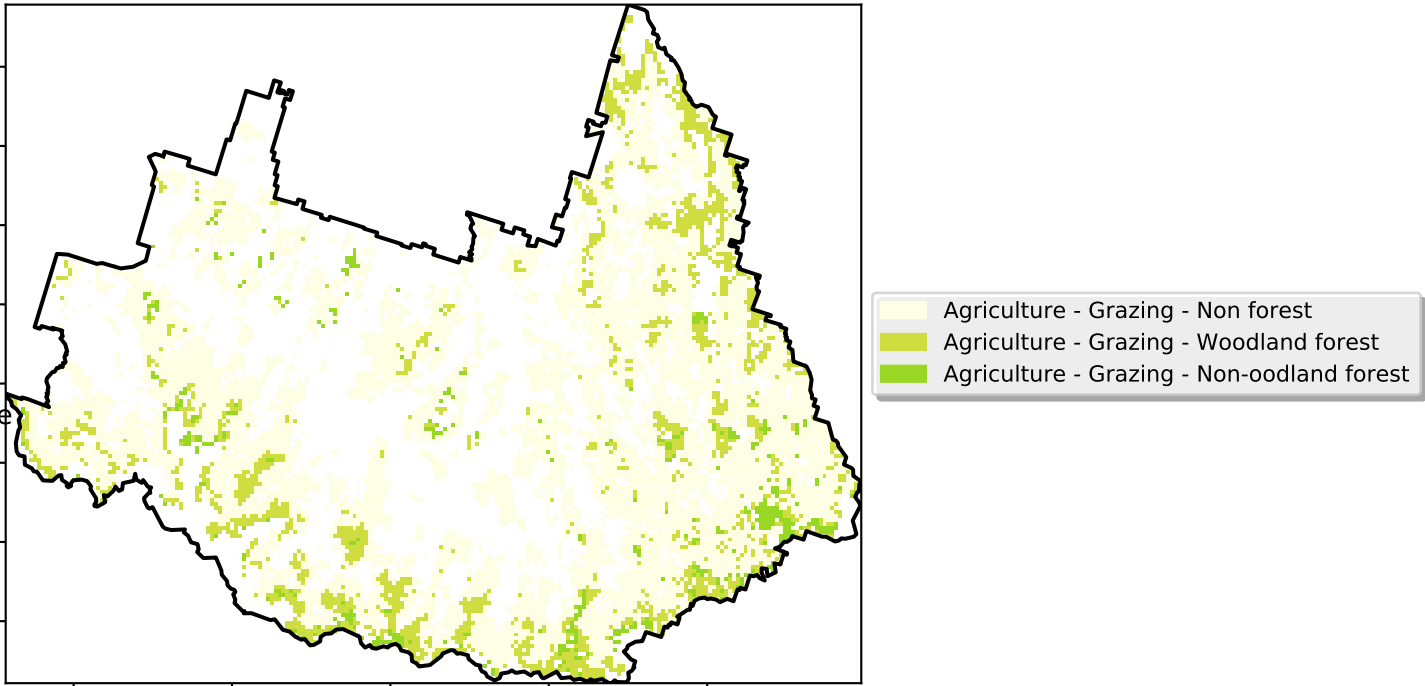 Agriculture - Grazing - Non forest
Agriculture - Grazing - Woodland forest
Agriculture - Grazing - Non-oodland forest